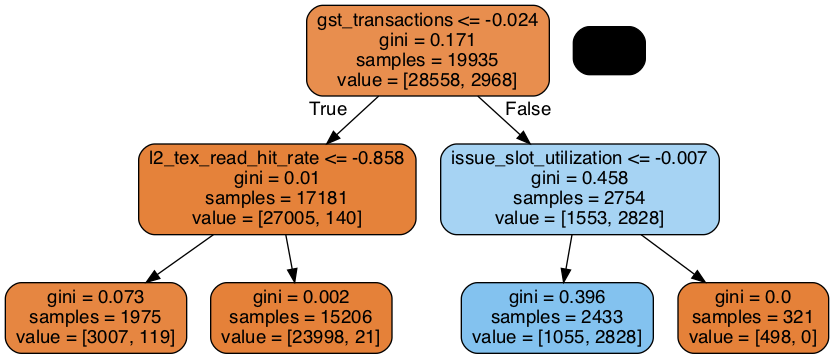 gst_transactions <= -0.024
gini = 0.171
samples = 19935
value = [28558, 2968]
True
False
l2_tex_read_hit_rate <= -0.858
gini = 0.01
samples = 17181
value = [27005, 140]
issue_slot_utilization <= -0.007
gini = 0.458
samples = 2754
value = [1553, 2828]
gini = 0.073
samples = 1975
value = [3007, 119]
gini = 0.002
samples = 15206
value = [23998, 21]
gini = 0.396
samples = 2433
value = [1055, 2828]
gini = 0.0
samples = 321
value = [498, 0]